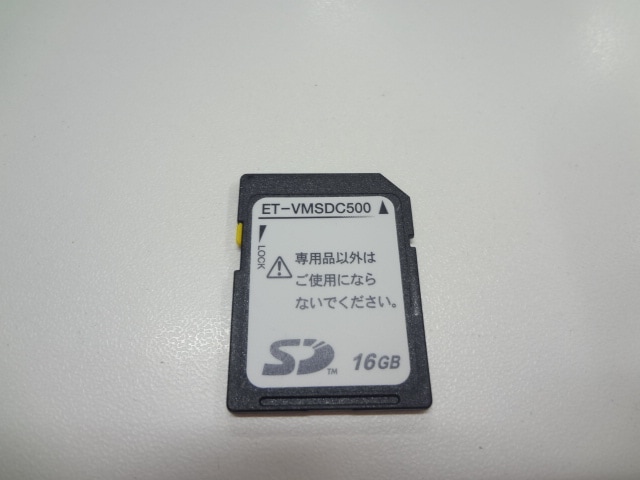 ET-VMSDC500
LOCK
専用品以外は
ご使用になら
ないでください。
SD TM 16GB